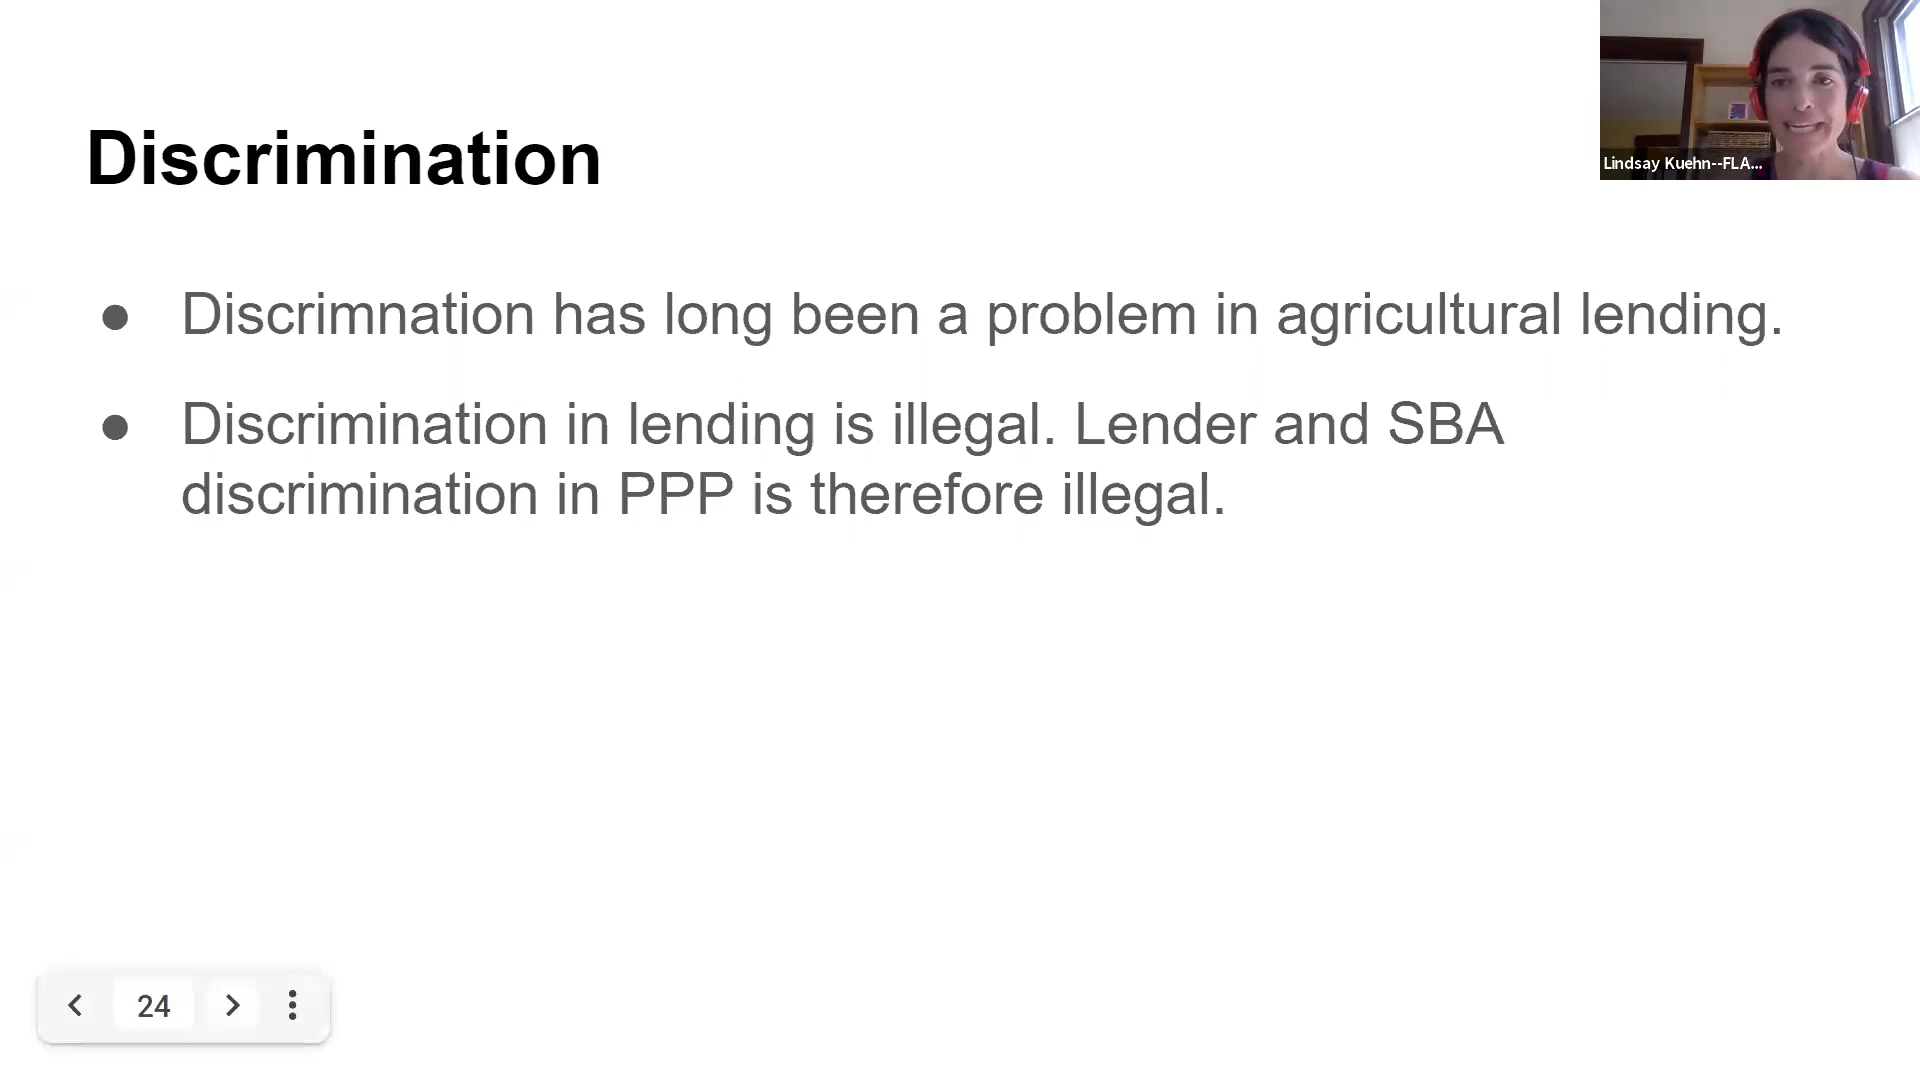 Discrimination
Lindsay Kuehn--FLA...
● Discrimnation has long been a problem in agricultural lending.
● Discrimination in lending is illegal. Lender and SBA
discrimination in PPP is therefore illegal.
24